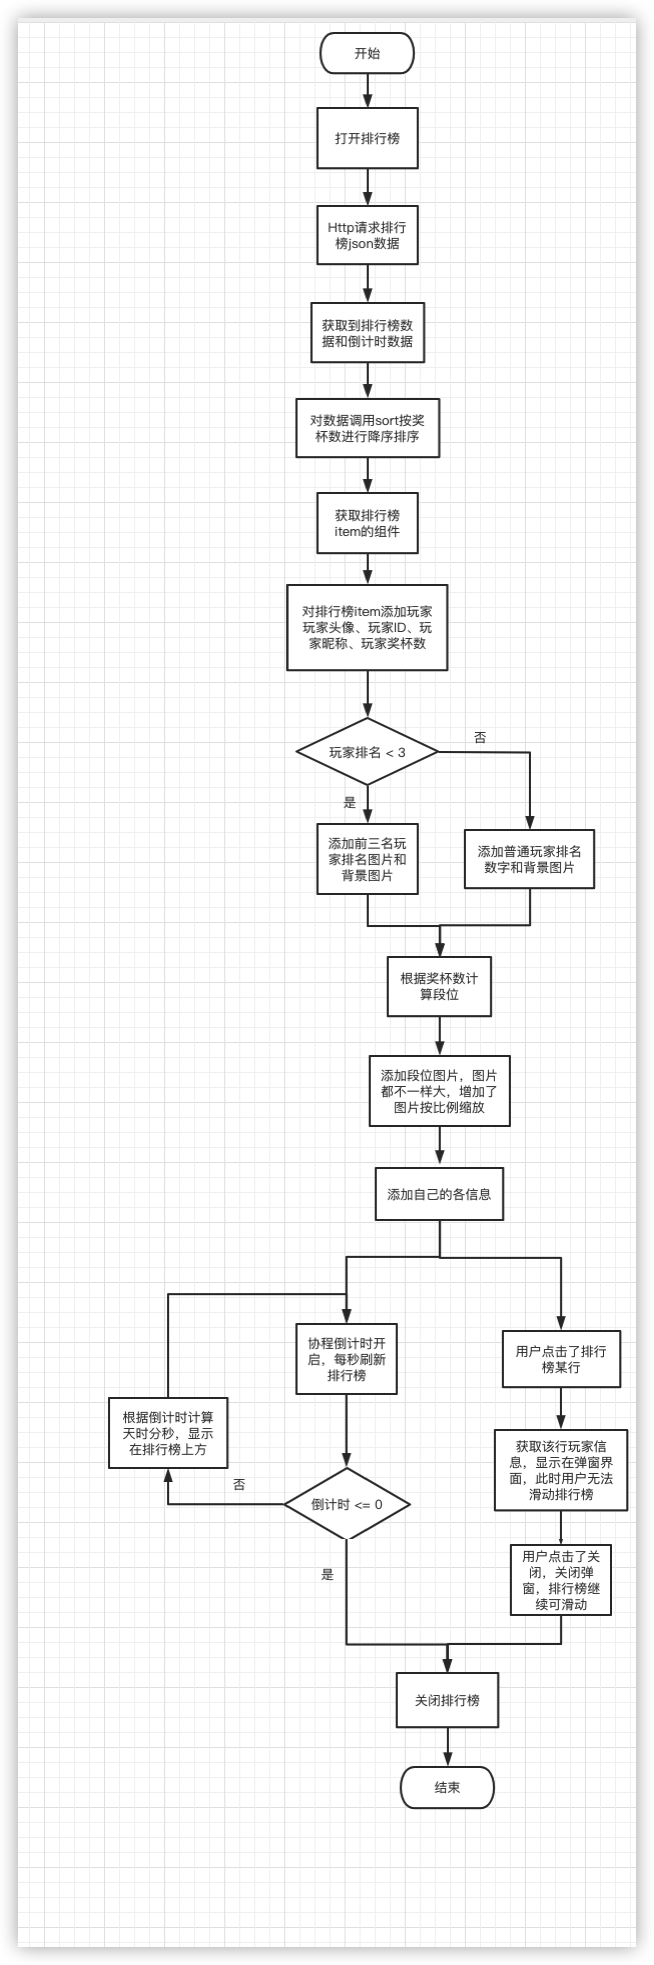 开始
打开排行榜
Http请求排行
榜json数据
获取到排行榜数
据和倒计时数据
对数据调用sort按奖
杯数进行降序排序
获取排行榜
item的组件
对排行榜item添加玩家
玩家头像、玩家ID、玩
家昵称、玩家奖杯数
玩家排名 < 3
否
是
添加前三名玩
家排名图片和
背景图片
添加普通玩家排名
数字和背景图片
根据奖杯数计
算段位
添加段位图片，图片
都不一样大，增加了
图片按比例缩放
添加自己的各信息
协程倒计时开
启，每秒刷新
排行榜
用户点击了排行
榜某行
根据倒计时计算
天时分秒，显示
在排行榜上方
获取该行玩家信
息，显示在弹窗界
面，此时用户无法
滑动排行榜
否
倒计时 <= 0
是
用户点击了关
闭，关闭弹
窗，排行榜继
续可滑动
关闭排行榜
结束